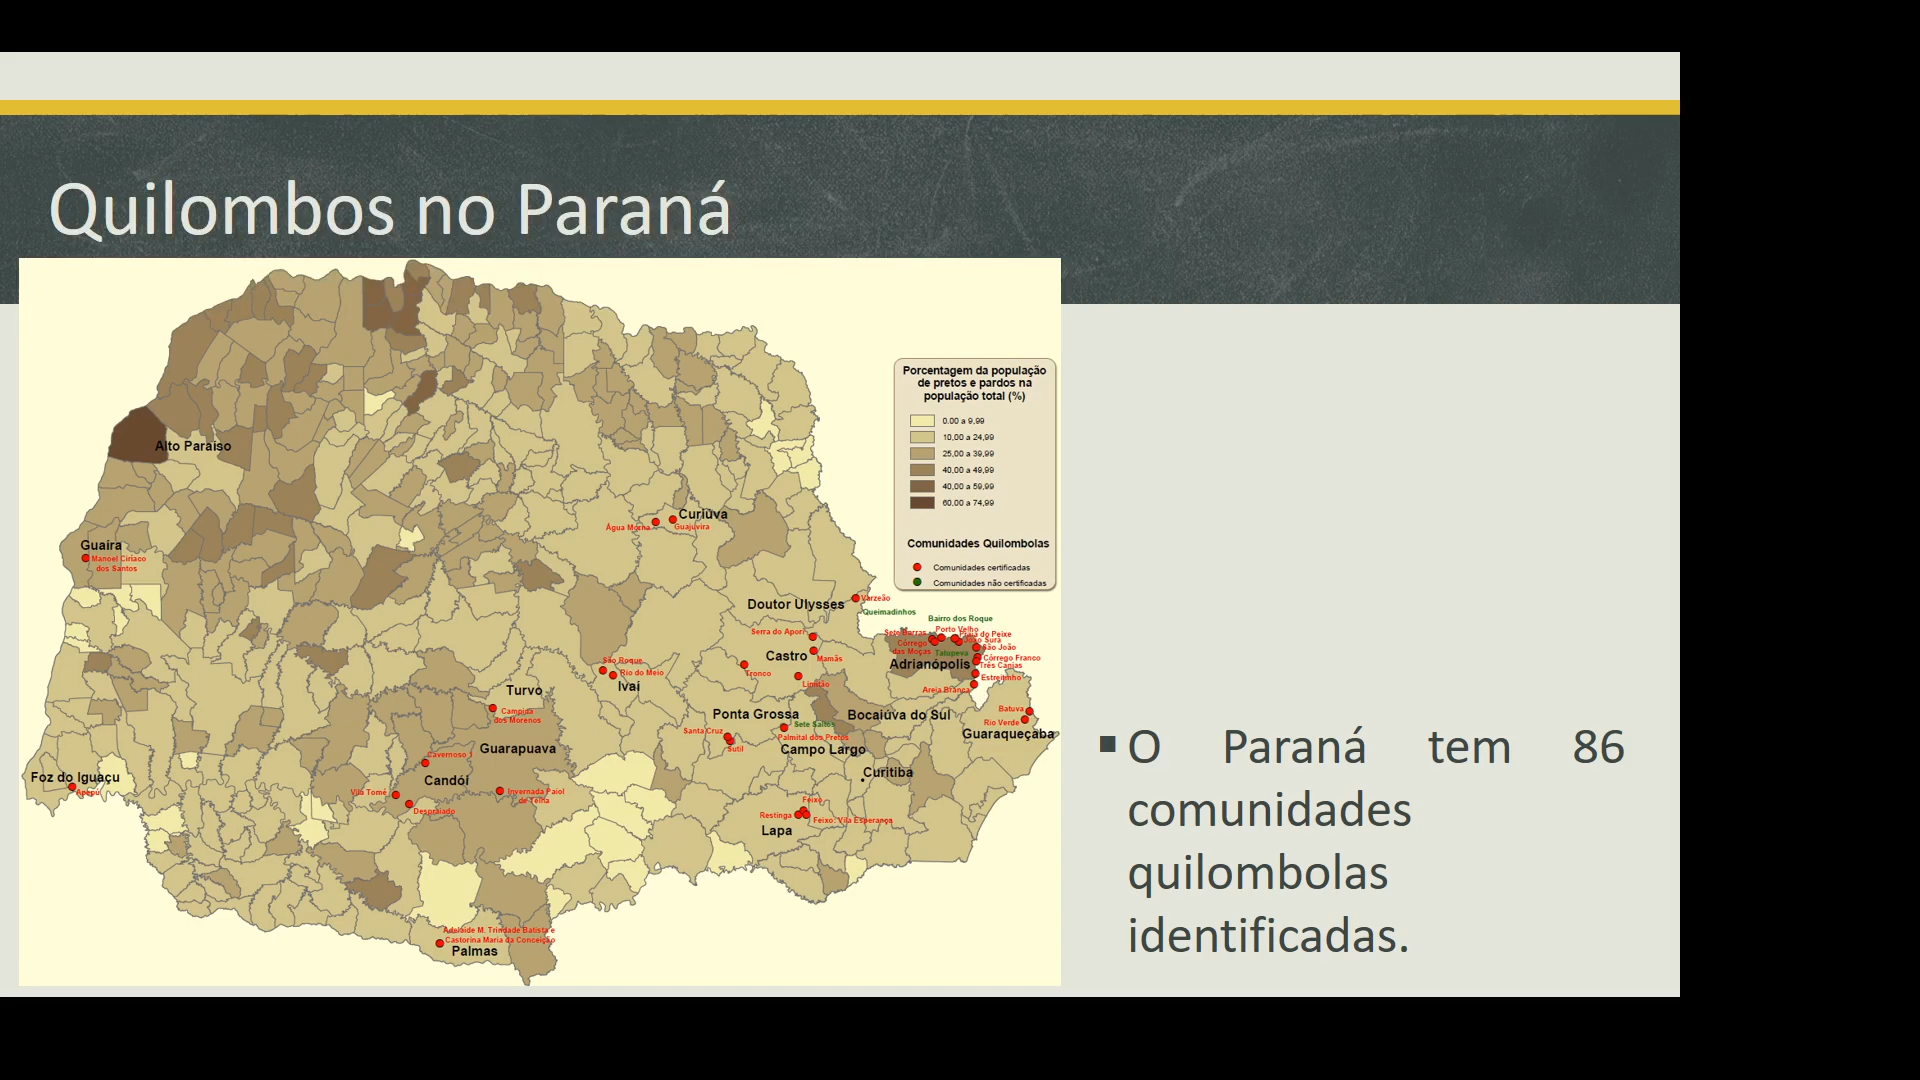 Quilombos no Paraná
Porcentagem da população
de pretos e pardos na
população total (%)
0.00 a 9,99
10,00 a 24,99
25,00 a 39,99
40,00 a 49,99
40,00 a 59,99
60,00 a 74,99
Comunidades Quilombolas
Comunidades certificadas
Comunidades não certificadas
Alto Paraíso
Curiúva
Água Morna
Guajuvira
Guaíra
Manoel Ciriaco
dos Santos
Doutor Ulysses
Varzeão
Queimadinhos
Bairro dos Roque
Porto Velho
Sete Barras
Praia do Peixe
João Surá
Córrego
das Moças
São João
Tatupeva
Córrego Franco
Três Canjas
Adrianópolis
Estreitinho
Areia Branca
Serra do Apon
Castro
Mamãs
Tronco
Limitão
São Roque
Rio do Meio
Ivaí
Turvo
Campina
dos Morenos
Ponta Grossa
Bocaiúva do Sul
Batuva
Rio Verde
Guaraqueçaba
Sete Saltos
Santa Cruz
Palmital dos Pretos
Sutil
Campo Largo
Guarapuava
Cavernoso 1
Curitiba
Foz do Iguaçu
Apepu
Candói
Vila Tomé
Invernada Paiol
de Telha
Despraiado
Feixo
Restinga
Feixo: Vila Esperança
Lapa
Adelaide M. Trindade Batista e
Castorina Maria da Conceição
Palmas
O Paraná tem 86
comunidades
quilombolas
identificadas.